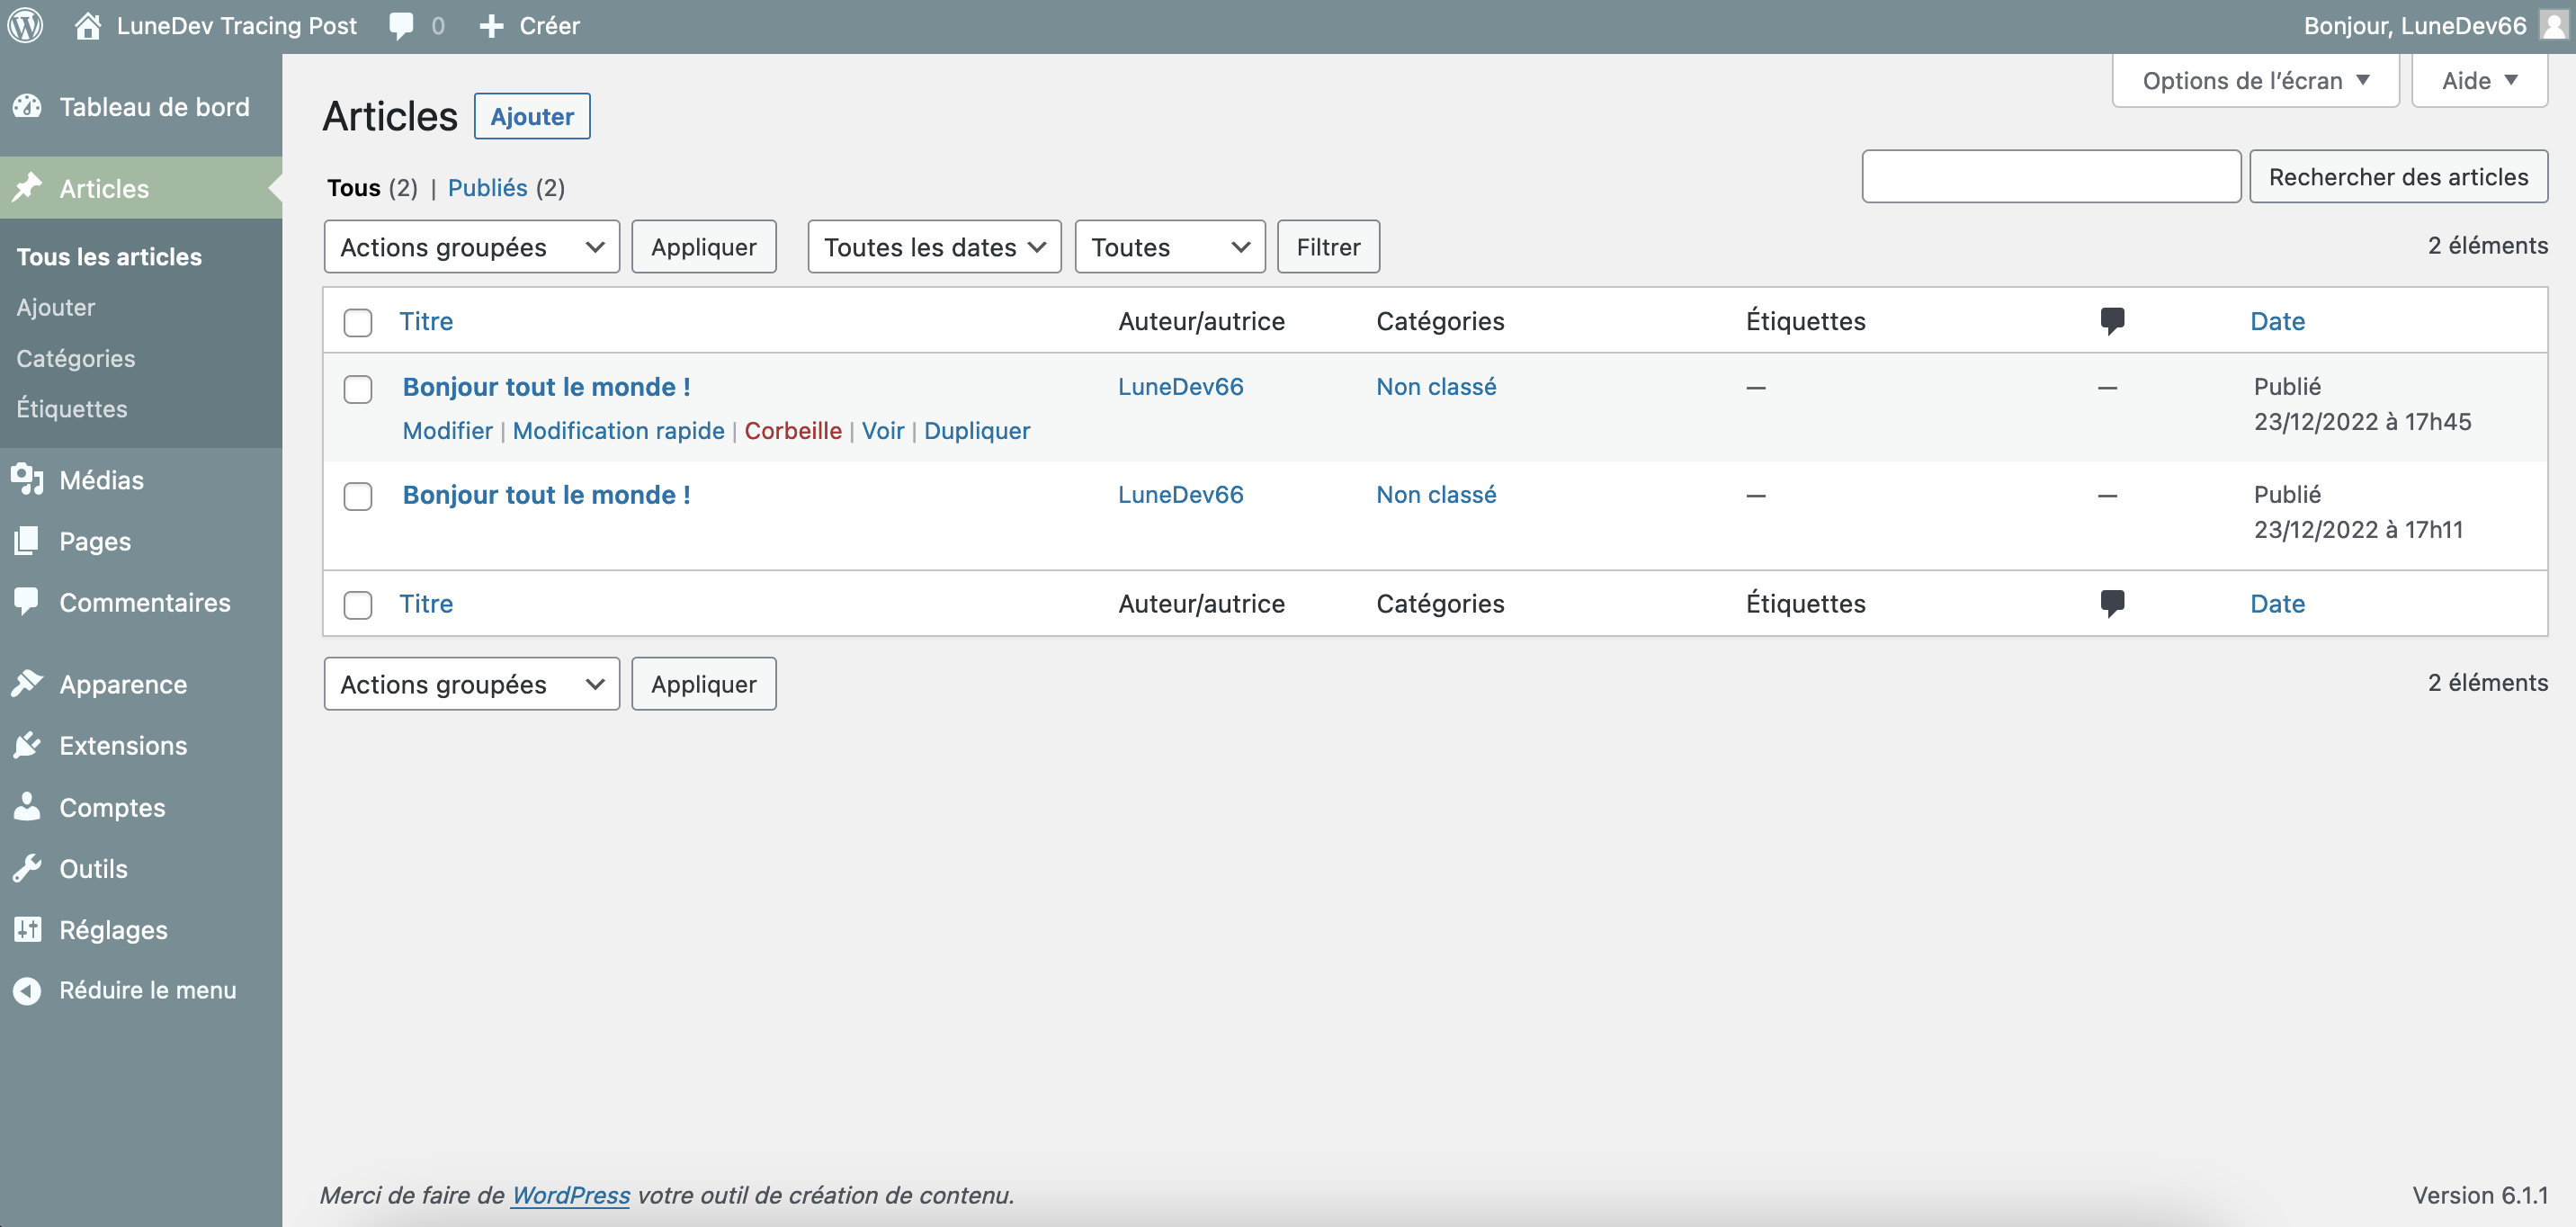 LuneDev Tracing Post 0 Créer Bonjour, LuneDev66
Options de l’écran Aide
Tableau de bord
Articles
Tous les articles
Ajouter
Catégories
Étiquettes
Médias
Pages
Commentaires
Apparence
Extensions
Comptes
Outils
Réglages
Réduire le menu
Articles Ajouter
Tous (2) | Publiés (2)
Rechercher des articles
Actions groupées Appliquer Toutes les dates Toutes Filtrer 2 éléments
Titre Auteur/autrice Catégories Étiquettes Date
Bonjour tout le monde ! LuneDev66 Non classé — — Publié
23/12/2022 à 17h45
Modifier | Modification rapide | Corbeille | Voir | Dupliquer
Bonjour tout le monde ! LuneDev66 Non classé — — Publié
23/12/2022 à 17h11
Titre Auteur/autrice Catégories Étiquettes Date
Actions groupées Appliquer 2 éléments
Merci de faire de WordPress votre outil de création de contenu. Version 6.1.1